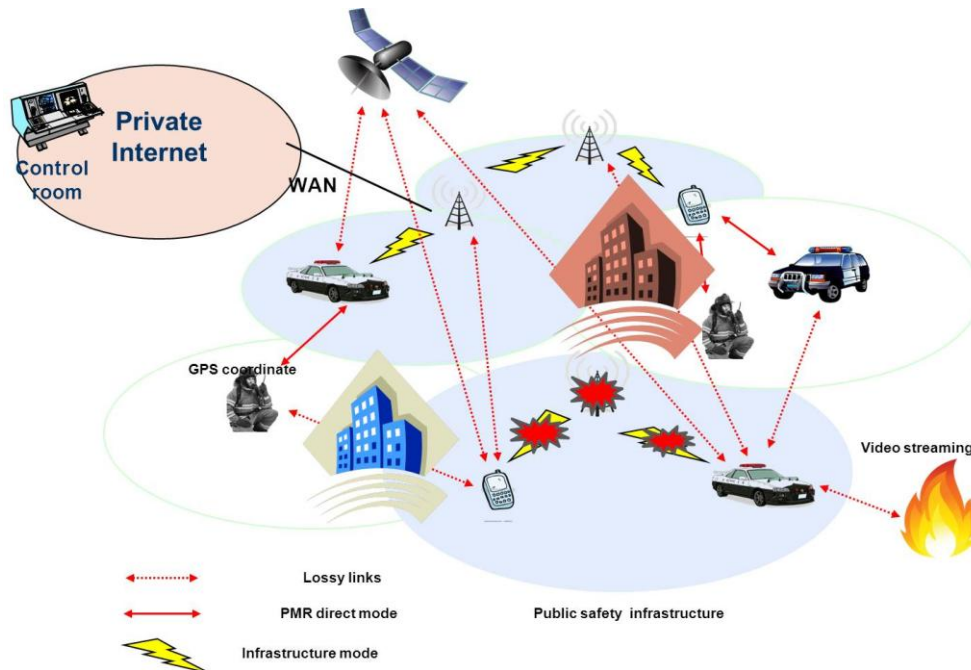 Private
Internet
Control
room
WAN
GPS coordinate
Video streaming
Lossy links
PMR direct mode
Public safety infrastructure
Infrastructure mode